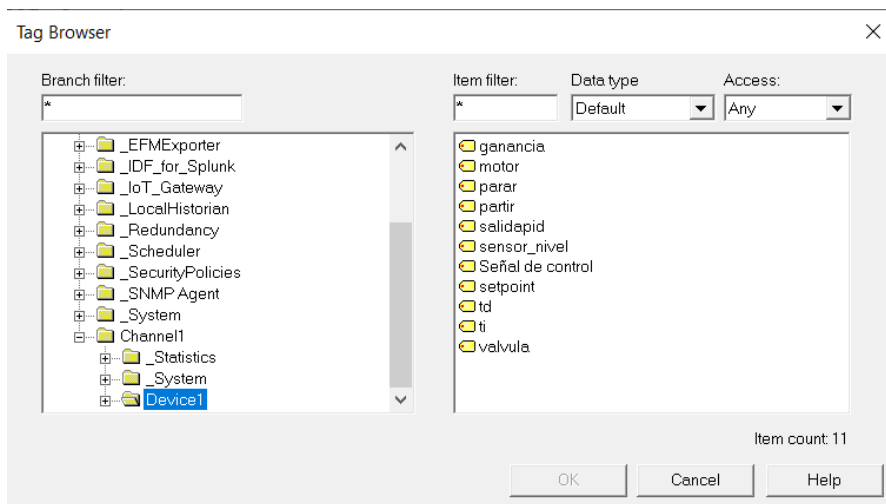 Tag Browser
Branch filter:
*
Item filter:
*
Data type
Default
Access:
Any
_EFMExporter
_IDF_for_Splunk
_IoT_Gateway
_LocalHistorian
_Redundancy
_Scheduler
_SecurityPolicies
_SNMP Agent
_System
Channel1
_Statistics
_System
Device1
ganancia
motor
parar
partir
salidapid
sensor_nivel
Señal de control
setpoint
td
ti
valvula
Item count: 11
OK
Cancel
Help